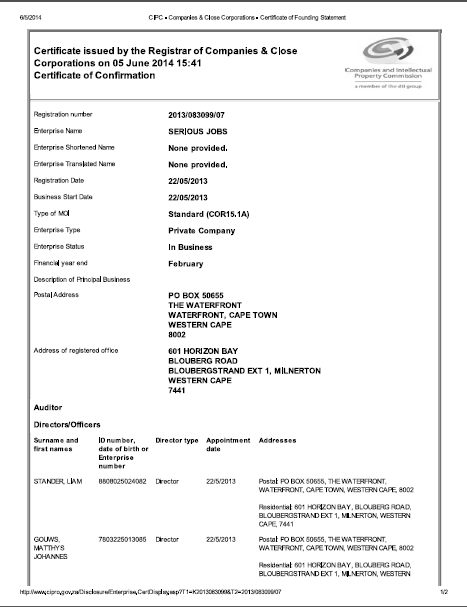 6/5/2014
CIPC • Companies & Close Corporations • Certificate of Founding Statement
Certificate issued by the Registrar of Companies & Close
Corporations on 05 June 2014 15:41
Certificate of Confirmation
Companies and Intellectual
Property Commission
a member of the dti group
Registration number 2013/083099/07
Enterprise Name SERIOUS JOBS
Enterprise Shortened Name None provided.
Enterprise Translated Name None provided.
Registration Date 22/05/2013
Business Start Date 22/05/2013
Type of MOI Standard (COR15.1A)
Enterprise Type Private Company
Enterprise Status In Business
Financial year end February
Description of Principal Business
Postal Address PO BOX 50655
THE WATERFRONT
WATERFRONT, CAPE TOWN
WESTERN CAPE
8002
Address of registered office 601 HORIZON BAY
BLOUBERG ROAD
BLOUBERGSTRAND EXT 1, MILNERTON
WESTERN CAPE
7441
Auditor
Directors/Officers
Surname and ID number, Director type Appointment Addresses
first names date of birth or date
Enterprise
number
STANDER, LIAM 8808025024082 Director 22/5/2013 Postal: PO BOX 50655, THE WATERFRONT,
WATERFRONT, CAPE TOWN, WESTERN CAPE, 8002
Residential: 601 HORIZON BAY, BLOUBERG ROAD,
BLOUBERGSTRAND EXT 1, MILNERTON, WESTERN
CAPE, 7441
GOUWS, 7803225013085 Director 22/5/2013 Postal: PO BOX 50655, THE WATERFRONT,
MATTHYS WATERFRONT, CAPE TOWN, WESTERN CAPE, 8002
JOHANNES
Residential: 601 HORIZON BAY, BLOUBERG ROAD,
BLOUBERGSTRAND EXT 1, MILNERTON, WESTERN
http://www.cipro.gov.za/Disclosure/Enterprise,CertDisplay.asp?T1=K2013083099&T2=2013/083099/07
1/2